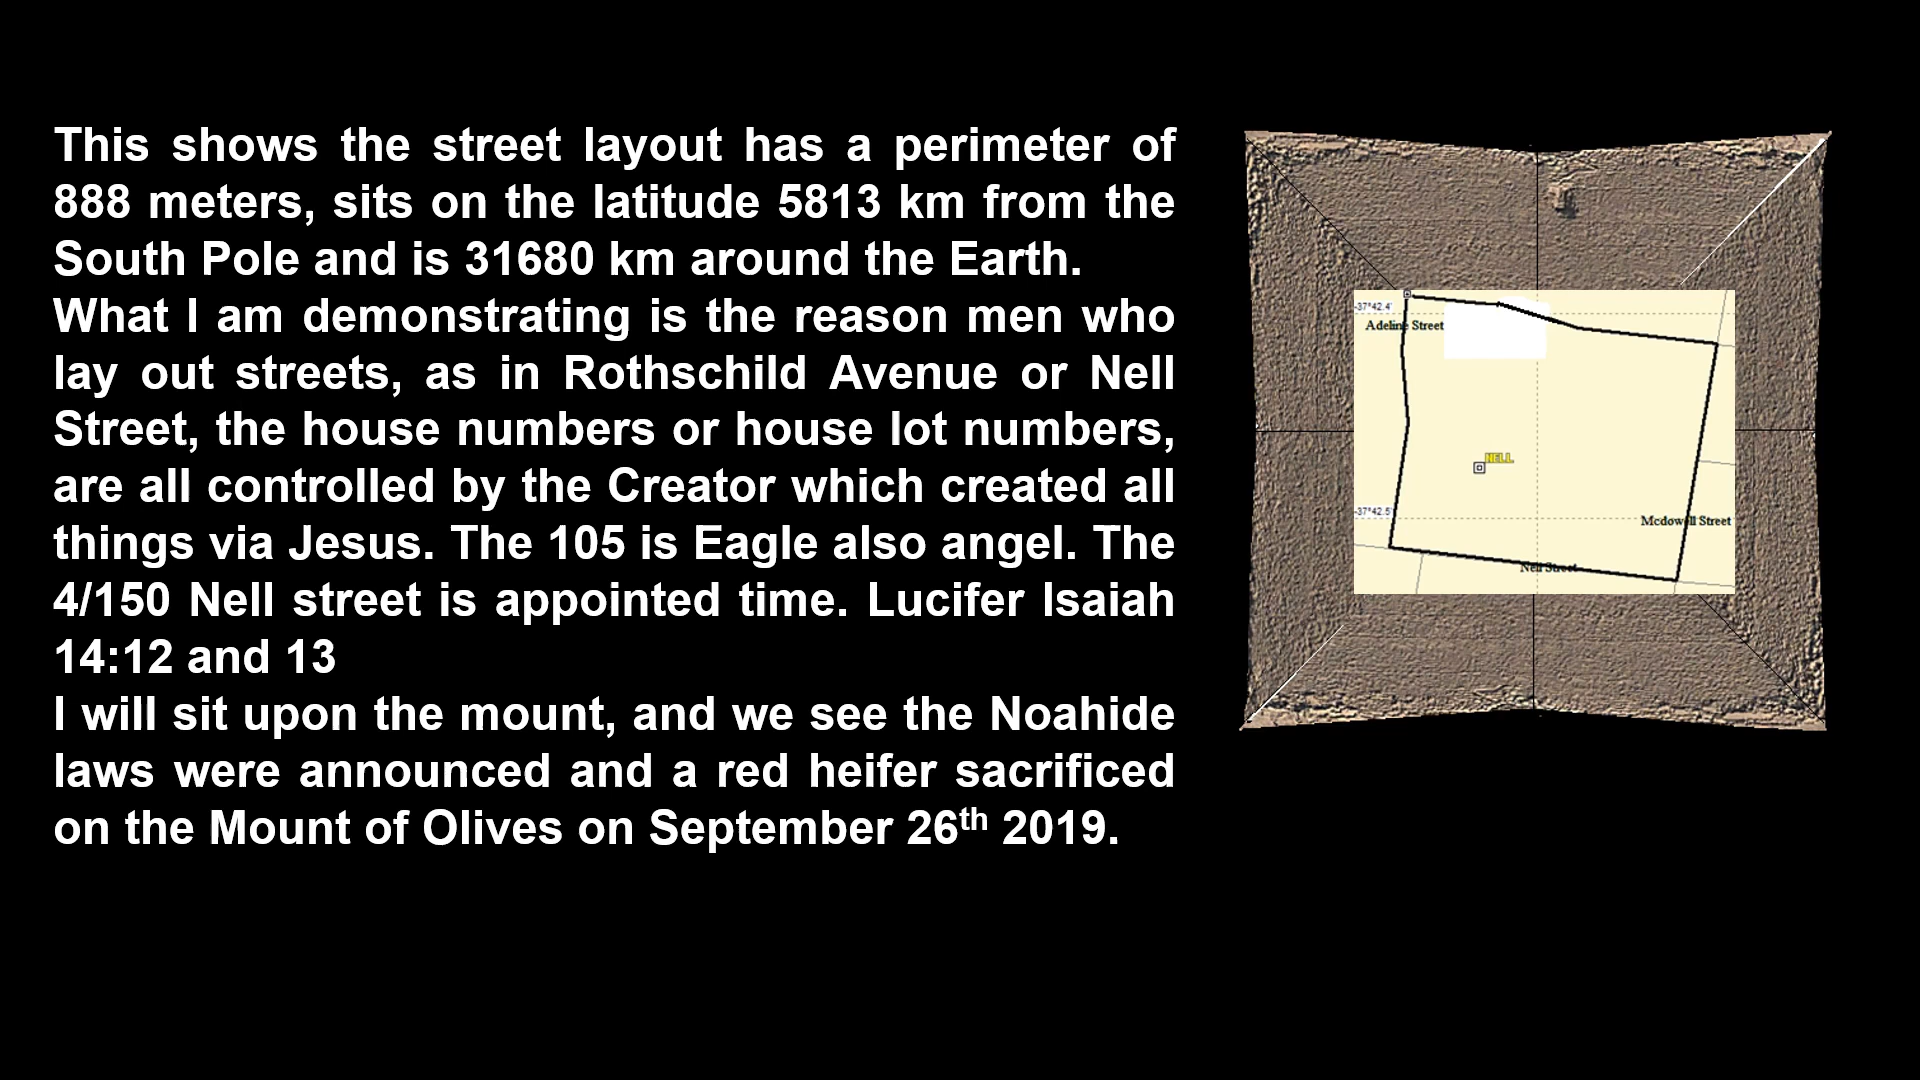 This shows the street layout has a perimeter of
888 meters, sits on the latitude 5813 km from the
South Pole and is 31680 km around the Earth.
What I am demonstrating is the reason men who
lay out streets, as in Rothschild Avenue or Nell
Street, the house numbers or house lot numbers,
are all controlled by the Creator which created all
things via Jesus. The 105 is Eagle also angel. The
4/150 Nell street is appointed time. Lucifer Isaiah
14:12 and 13
I will sit upon the mount, and we see the Noahide
laws were announced and a red heifer sacrificed
on the Mount of Olives on September 26th 2019.
-37°42.4'
Adeline Street
NELL
-37°42.5'
Mcdowell Street
Nell Street